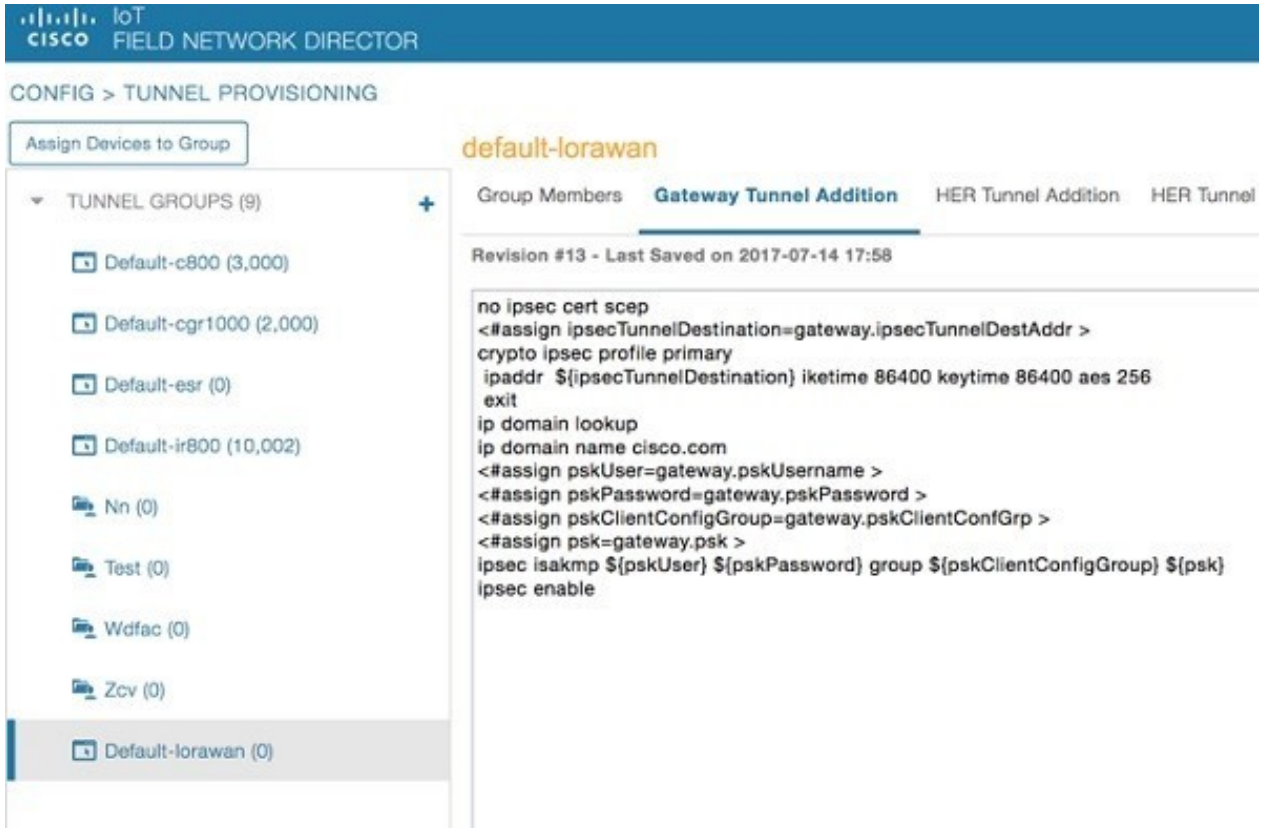 IoT
CISCO FIELD NETWORK DIRECTOR
CONFIG > TUNNEL PROVISIONING
Assign Devices to Group
TUNNEL GROUPS (9) +
Default-c800 (3,000)
Default-cgr1000 (2,000)
Default-esr (0)
Default-ir800 (10,002)
Nn (0)
Test (0)
Wdfac (0)
Zcv (0)
Default-lorawan (0)
default-lorawan
Group Members Gateway Tunnel Addition HER Tunnel Addition HER Tunnel
Revision #13 - Last Saved on 2017-07-14 17:58
no ipsec cert scep
<#assign ipsecTunnelDestination=gateway.ipsecTunnelDestAddr >
crypto ipsec profile primary
ipaddr ${ipsecTunnelDestination} iketime 86400 keytime 86400 aes 256
exit
ip domain lookup
ip domain name cisco.com
<#assign pskUser=gateway.pskUsername >
<#assign pskPassword=gateway.pskPassword >
<#assign pskClientConfigGroup=gateway.pskClientConfGrp >
<#assign psk=gateway.psk >
ipsec isakmp ${pskUser} ${pskPassword} group ${pskClientConfigGroup} ${psk}
ipsec enable